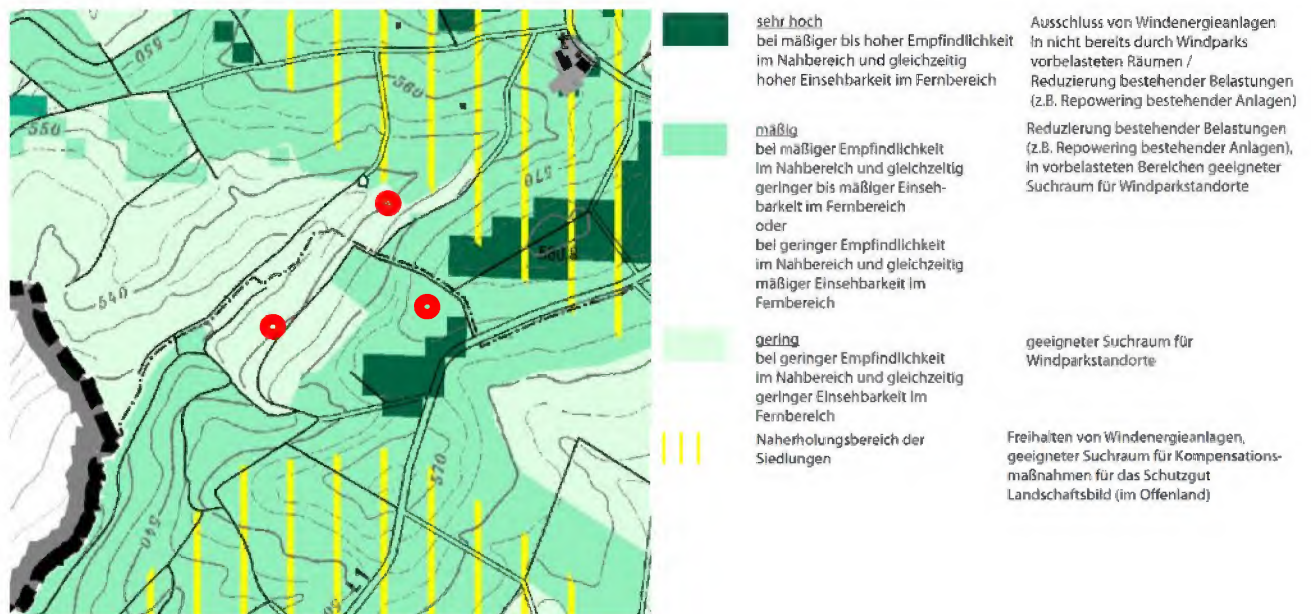 550
560
550
570
580,8
540
570
540
L1
50
sehr hoch
bei mäßiger bis hoher Empfindlichkeit
im Nahbereich und gleichzeitig
hoher Einsehbarkeit im Fernbereich
Ausschluss von Windenergieanlagen
in nicht bereits durch Windparks
vorbelasteten Räumen /
Reduzierung bestehender Belastungen
(z.B. Repowering bestehender Anlagen)
mäßig
bei mäßiger Empfindlichkeit
im Nahbereich und gleichzeitig
geringer bis mäßiger Einseh-
barkeit im Fernbereich
oder
bei geringer Empfindlichkeit
im Nahbereich und gleichzeitig
mäßiger Einsehbarkeit im
Fernbereich
Reduzierung bestehender Belastungen
(z.B. Repowering bestehender Anlagen),
in vorbelasteten Bereichen geeigneter
Suchraum für Windparkstandorte
gering
bei geringer Empfindlichkeit
im Nahbereich und gleichzeitig
geringer Einsehbarkeit im
Fernbereich
geeigneter Suchraum für
Windparkstandorte
Naherholungsbereich der
Siedlungen
Freihalten von Windenergieanlagen,
geeigneter Suchraum für Kompensations-
maßnahmen für das Schutzgut
Landschaftsbild (im Offenland)